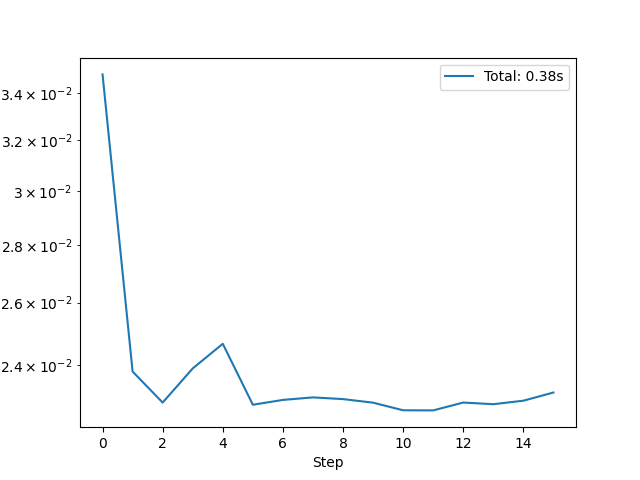 Total: 0.38s
3.4 × 10⁻²
3.2 × 10⁻²
3 × 10⁻²
2.8 × 10⁻²
2.6 × 10⁻²
2.4 × 10⁻²
0 2 4 6 8 10 12 14
Step